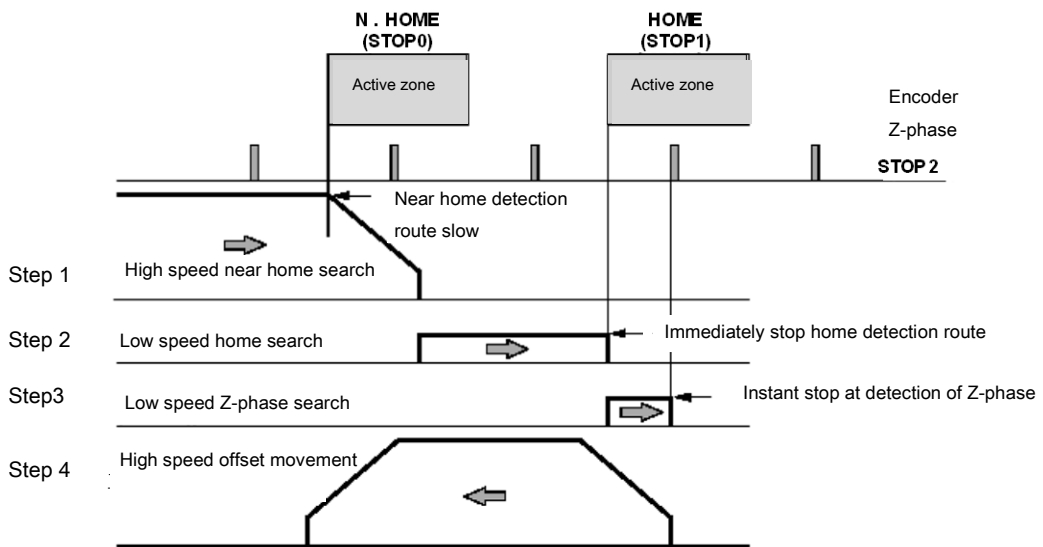 N . HOME
(STOP0)
HOME
(STOP1)
Active zone
Active zone
Encoder
Z-phase
STOP 2
Near home detection
route slow
Step 1
High speed near home search
Step 2
Low speed home search
Immediately stop home detection route
Step3
Low speed Z-phase search
Instant stop at detection of Z-phase
Step 4
High speed offset movement